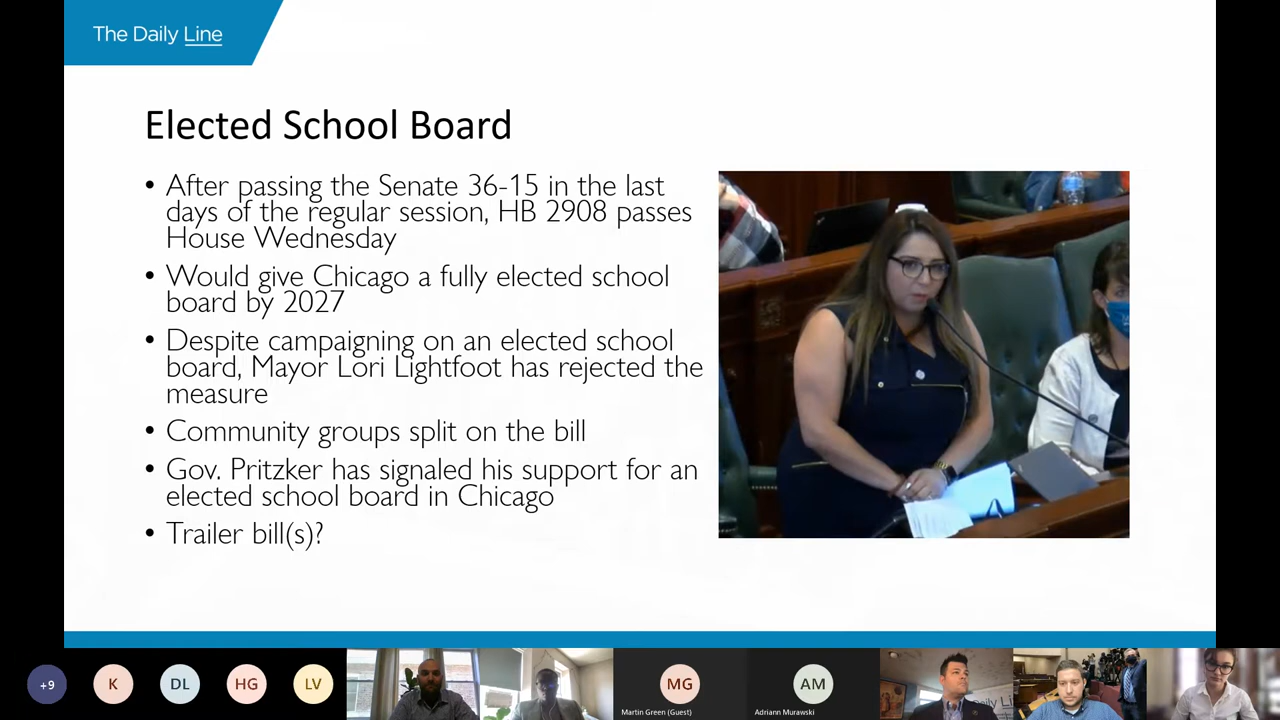 The Daily Line
Elected School Board
• After passing the Senate 36-15 in the last
days of the regular session, HB 2908 passes
House Wednesday
• Would give Chicago a fully elected school
board by 2027
• Despite campaigning on an elected school
board, Mayor Lori Lightfoot has rejected the
measure
• Community groups split on the bill
• Gov. Pritzker has signaled his support for an
elected school board in Chicago
• Trailer bill(s)?
+9
K
DL
HG
LV
MG
Martin Green (Guest)
AM
Adriann Murawski